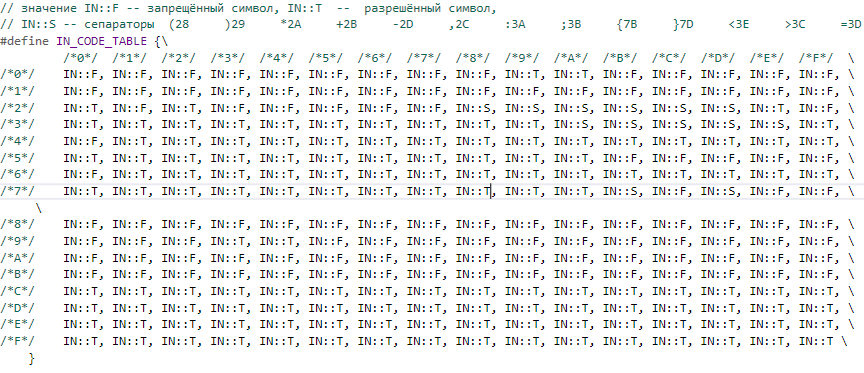 // значение IN::F -- запрещённый символ, IN::T  --  разрешённый символ,
// IN::S -- сепараторы  (28     )29     *2A     +2B     -2D     ,2C     :3A     ;3B     {7B     }7D     <3E     >3C     =3D
#define IN_CODE_TABLE {\
/*0*/  /*1*/  /*2*/  /*3*/  /*4*/  /*5*/  /*6*/  /*7*/  /*8*/  /*9*/  /*A*/  /*B*/  /*C*/  /*D*/  /*E*/  /*F*/  \
/*0*/    IN::F, IN::F, IN::F, IN::F, IN::F, IN::F, IN::F, IN::F, IN::F, IN::T, IN::T, IN::F, IN::F, IN::F, IN::F, IN::F, \
/*1*/    IN::F, IN::F, IN::F, IN::F, IN::F, IN::F, IN::F, IN::F, IN::F, IN::F, IN::F, IN::F, IN::F, IN::F, IN::F, IN::F, \
/*2*/    IN::T, IN::F, IN::T, IN::F, IN::F, IN::F, IN::F, IN::F, IN::S, IN::S, IN::S, IN::S, IN::S, IN::S, IN::T, IN::F, \
/*3*/    IN::T, IN::T, IN::T, IN::T, IN::T, IN::T, IN::T, IN::T, IN::T, IN::T, IN::S, IN::S, IN::S, IN::S, IN::S, IN::T, \
/*4*/    IN::F, IN::T, IN::T, IN::T, IN::T, IN::T, IN::T, IN::T, IN::T, IN::T, IN::T, IN::T, IN::T, IN::T, IN::T, IN::T, \
/*5*/    IN::T, IN::T, IN::T, IN::T, IN::T, IN::T, IN::T, IN::T, IN::T, IN::T, IN::T, IN::F, IN::F, IN::F, IN::F, IN::T, \
/*6*/    IN::F, IN::T, IN::T, IN::T, IN::T, IN::T, IN::T, IN::T, IN::T, IN::T, IN::T, IN::T, IN::T, IN::T, IN::T, IN::T, \
/*7*/    IN::T, IN::T, IN::T, IN::T, IN::T, IN::T, IN::T, IN::T, IN::T, IN::T, IN::T, IN::S, IN::F, IN::S, IN::F, IN::F, \
\
/*8*/    IN::F, IN::F, IN::F, IN::F, IN::F, IN::F, IN::F, IN::F, IN::F, IN::F, IN::F, IN::F, IN::F, IN::F, IN::F, IN::F, \
/*9*/    IN::F, IN::F, IN::F, IN::T, IN::T, IN::F, IN::F, IN::F, IN::F, IN::F, IN::F, IN::F, IN::F, IN::F, IN::F, IN::F, \
/*A*/    IN::F, IN::F, IN::F, IN::F, IN::F, IN::F, IN::F, IN::F, IN::F, IN::F, IN::F, IN::F, IN::F, IN::F, IN::F, IN::F, \
/*B*/    IN::F, IN::F, IN::F, IN::F, IN::F, IN::F, IN::F, IN::F, IN::F, IN::F, IN::F, IN::F, IN::F, IN::F, IN::F, IN::F, \
/*C*/    IN::T, IN::T, IN::T, IN::T, IN::T, IN::T, IN::T, IN::T, IN::T, IN::T, IN::T, IN::T, IN::T, IN::T, IN::T, IN::T, \
/*D*/    IN::T, IN::T, IN::T, IN::T, IN::T, IN::T, IN::T, IN::T, IN::T, IN::T, IN::T, IN::T, IN::T, IN::T, IN::T, IN::T, \
/*E*/    IN::T, IN::T, IN::T, IN::T, IN::T, IN::T, IN::T, IN::T, IN::T, IN::T, IN::T, IN::T, IN::T, IN::T, IN::T, IN::T, \
/*F*/    IN::T, IN::T, IN::T, IN::T, IN::T, IN::T, IN::T, IN::T, IN::T, IN::T, IN::T, IN::T, IN::T, IN::T, IN::T, IN::T \
}